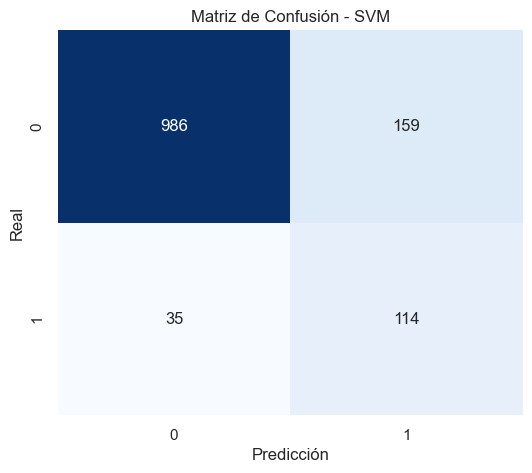 Matriz de Confusión - SVM
0
986
159
Real
1
35
114
0
1
Predicción